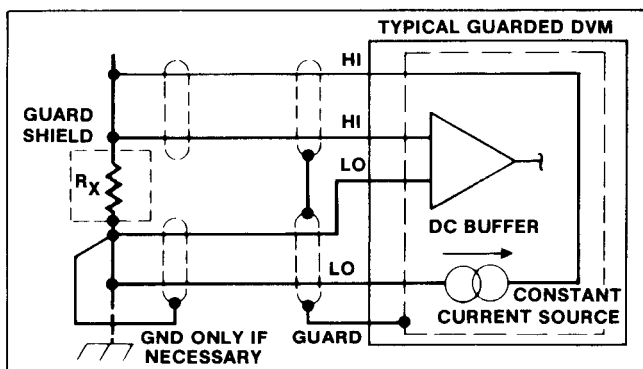 TYPICAL GUARDED DVM
HI
GUARD
SHIELD
HI
LO
RX
DC BUFFER
LO
CONSTANT
CURRENT SOURCE
GND ONLY IF
NECESSARY
GUARD